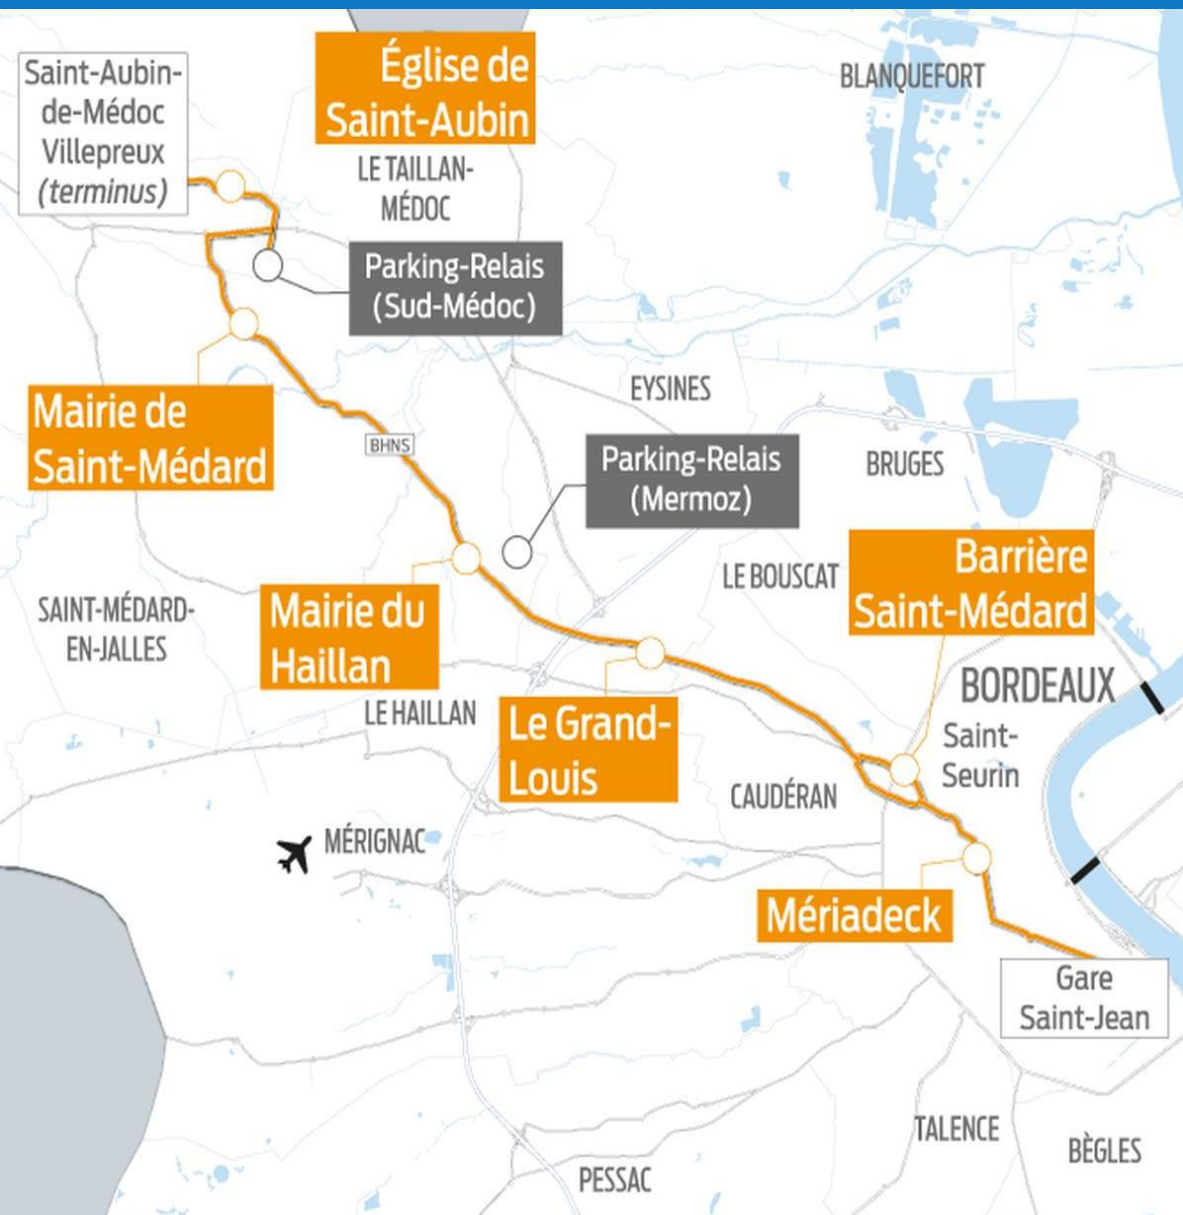 Saint-Aubin-
de-Médoc
Villepreux
(terminus)
Église de
Saint-Aubin
BLANQUEFORT
LE TAILLAN-
MÉDOC
Parking-Relais
(Sud-Médoc)
Mairie de
Saint-Médard
BHNS
EYSINES
Parking-Relais
(Mermoz)
BRUGES
Barrière
Saint-Médard
LE BOUSCAT
SAINT-MÉDARD-
EN-JALLES
Mairie du
Haillan
LE HAILLAN
Le Grand-
Louis
BORDEAUX
Saint-
Seurin
CAUDÉRAN
MÉRIGNAC
Mériadeck
Gare
Saint-Jean
TALENCE
BÈGLES
PESSAC